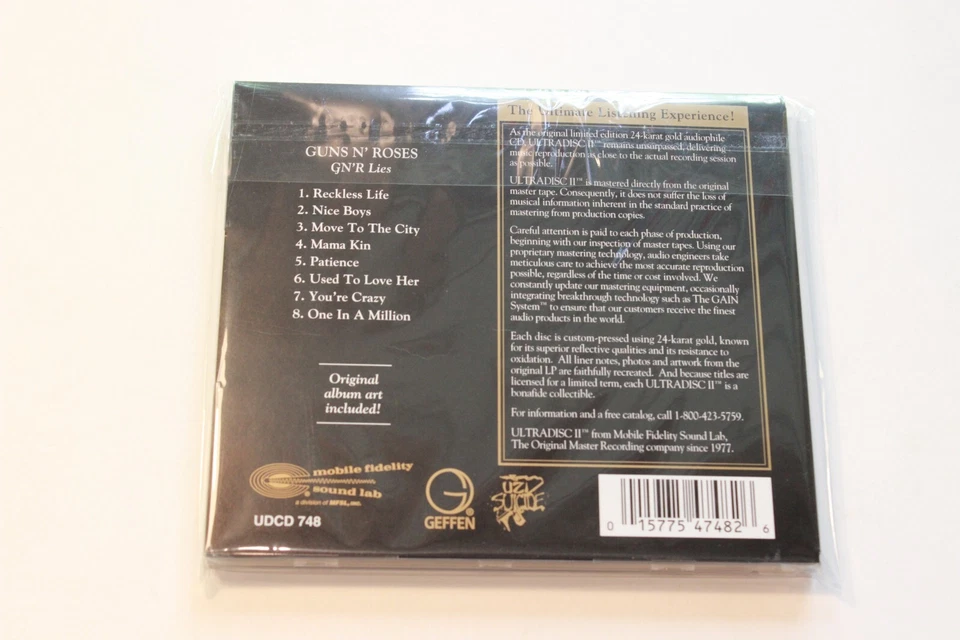 GUNS N' ROSES
GN'R Lies
1. Reckless Life
2. Nice Boys
3. Move To The City
4. Mama Kin
5. Patience
6. Used To Love Her
7. You're Crazy
8. One In A Million
Original
album art
included!
mobile fidelity
sound lab
a division of MFSL, inc.
UDCD 748
GEFFEN
UZI
SUICIDE
The Ultimate Listening Experience!
As the original limited edition 24-karat gold audiophile
CD, ULTRADISC II™ remains unsurpassed, delivering
music reproduction as close to the actual recording session
as possible.
ULTRADISC II™ is mastered directly from the original
master tape. Consequently, it does not suffer the loss of
musical information inherent in the standard practice of
mastering from production copies.
Careful attention is paid to each phase of production,
beginning with our inspection of master tapes. Using our
proprietary mastering technology, audio engineers take
meticulous care to achieve the most accurate reproduction
possible, regardless of the time or cost involved. We
constantly update our mastering equipment, occasionally
integrating breakthrough technology such as The GAIN
System™ to ensure that our customers receive the finest
audio products in the world.
Each disc is custom-pressed using 24-karat gold, known
for its superior reflective qualities and its resistance to
oxidation. All liner notes, photos and artwork from the
original LP are faithfully recreated. And because titles are
licensed for a limited term, each ULTRADISC II™ is a
bonafide collectible.
For information and a free catalog, call 1-800-423-5759.
ULTRADISC II™ from Mobile Fidelity Sound Lab,
The Original Master Recording company since 1977.
0 15775 47482 6